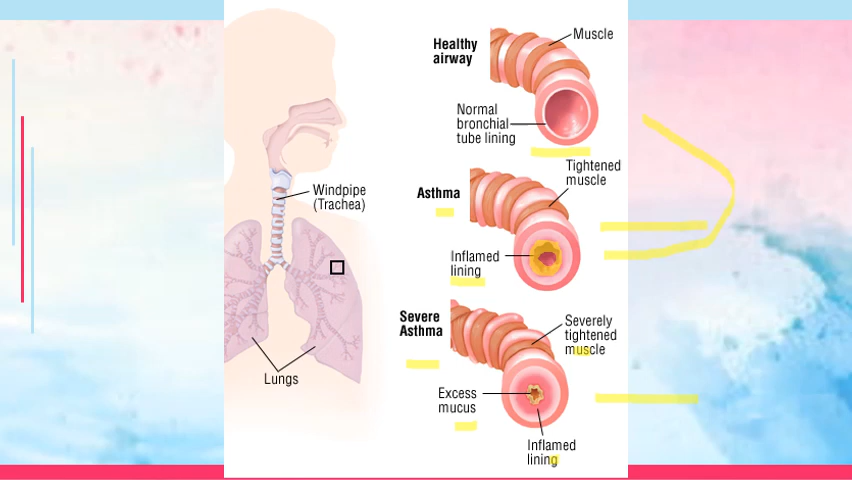 Healthy
airway
Muscle
Normal
bronchial
tube lining
Tightened
muscle
Windpipe
(Trachea)
Asthma
Inflamed
lining
Severe
Asthma
Severely
tightened
muscle
Lungs
Excess
mucus
Inflamed
lining